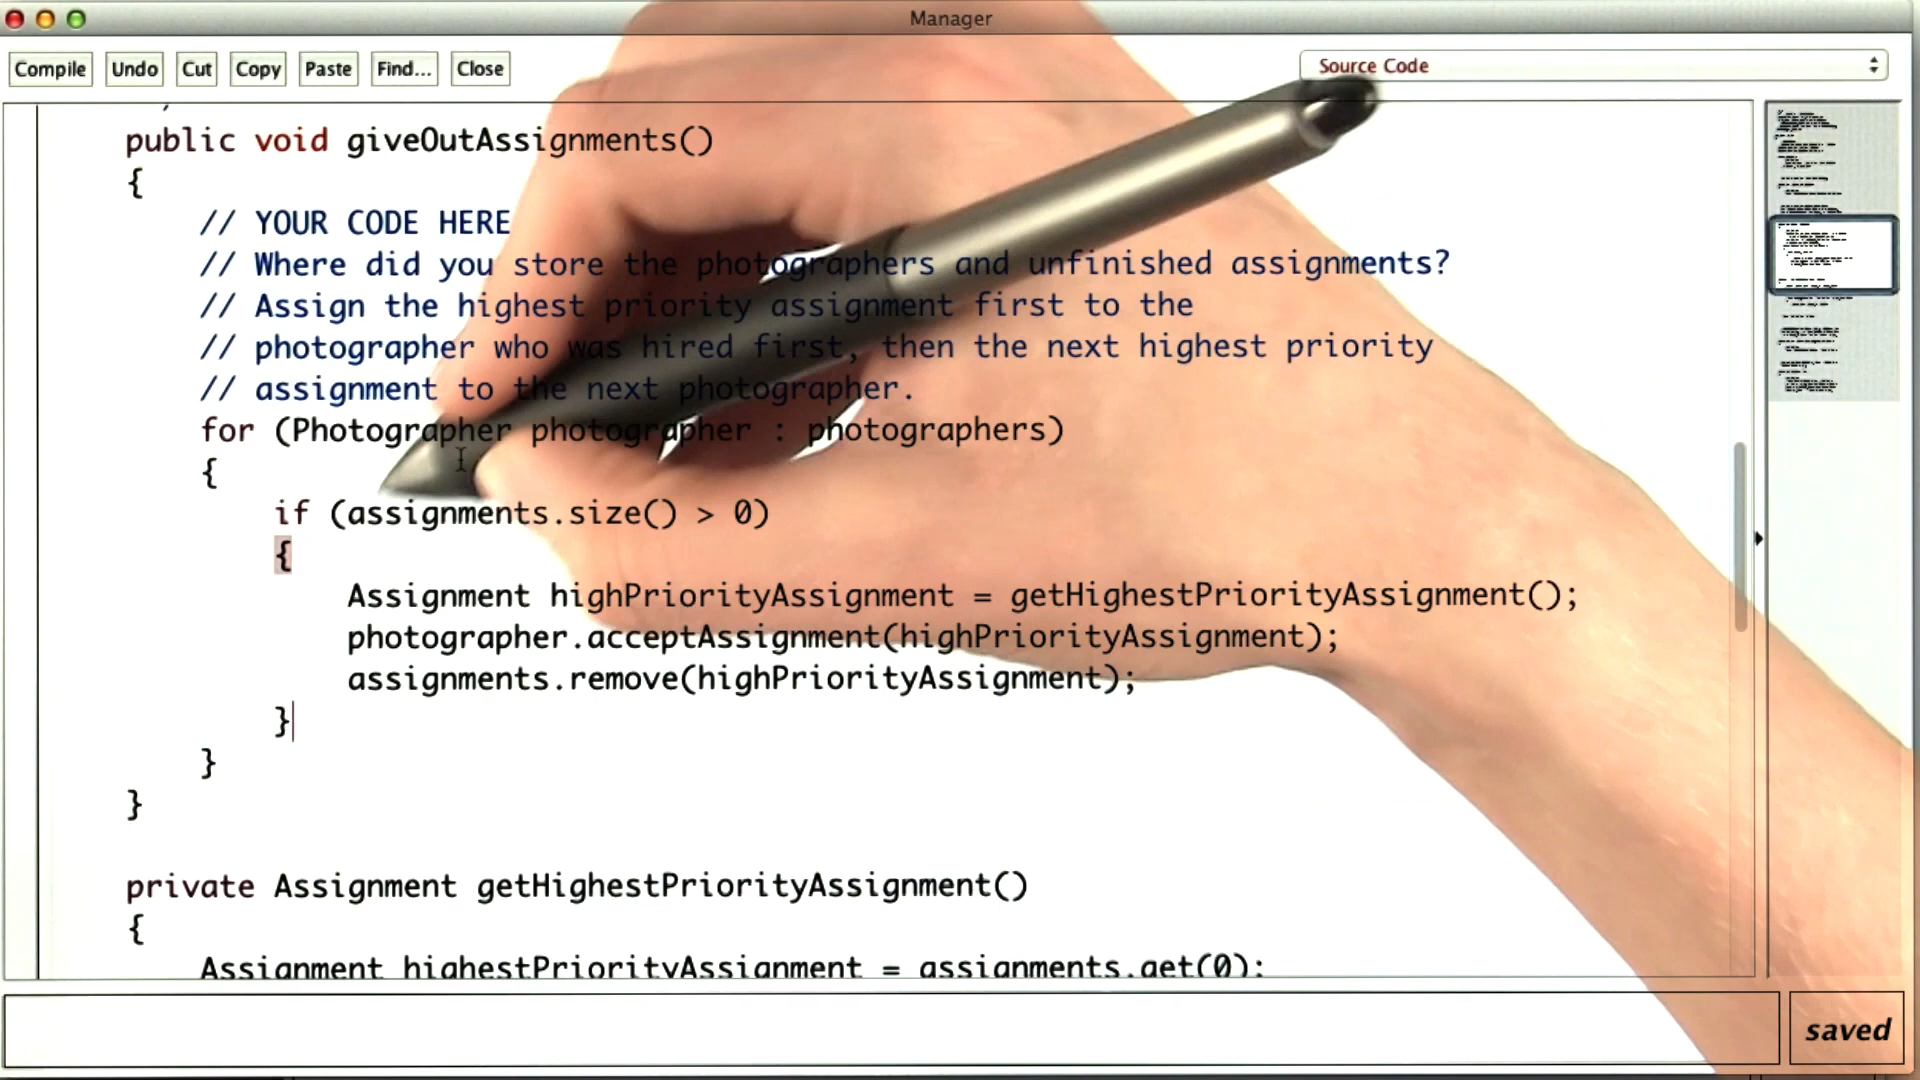 Manager
Compile Undo Cut Copy Paste Find... Close Source Code
public void giveOutAssignments()
{
// YOUR CODE HERE
// Where did you store the photographers and unfinished assignments?
// Assign the highest priority assignment first to the
// photographer who was hired first, then the next highest priority
// assignment to the next photographer.
for (Photographer photographer : photographers)
{
if (assignments.size() > 0)
{
Assignment highPriorityAssignment = getHighestPriorityAssignment();
photographer.acceptAssignment(highPriorityAssignment);
assignments.remove(highPriorityAssignment);
}
}
}
private Assignment getHighestPriorityAssignment()
{
Assignment highestPriorityAssignment = assignments.get(0);
saved